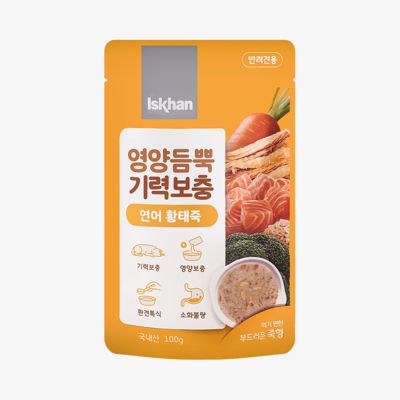 반려견용
Iskhan
영양듬뿍
기력보충
연어 황태죽
기력보충
영양보충
환견특식
소화불량
국내산 100g
먹기 편한
부드러운 죽형